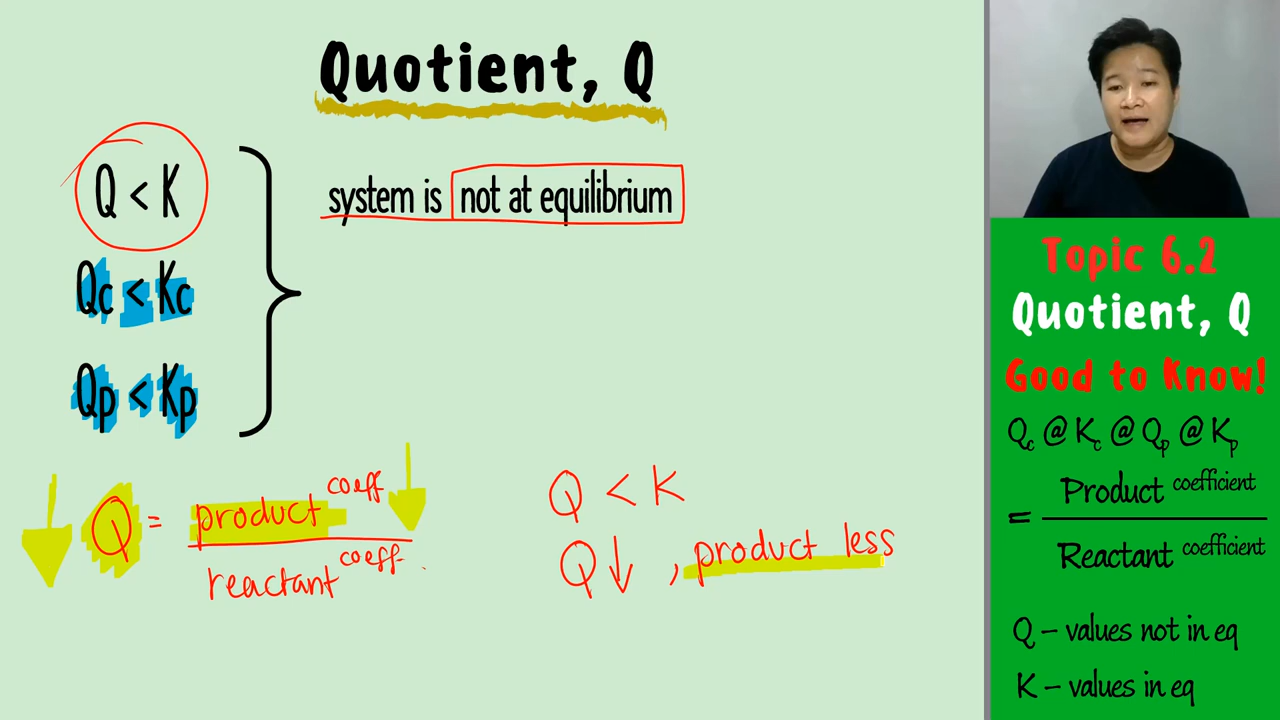 Quotient, Q
Q < K
Qc < Kc
Qp < Kp
system is not at equilibrium
Q = product coeff
reactant coeff
Q < K
Q ↓ , product less
Topic 6.2
Quotient, Q
Good to Know!
Qc @ Kc @ Qp @ Kp
= Product coefficient
Reactant coefficient
Q – values not in eq
K – values in eq